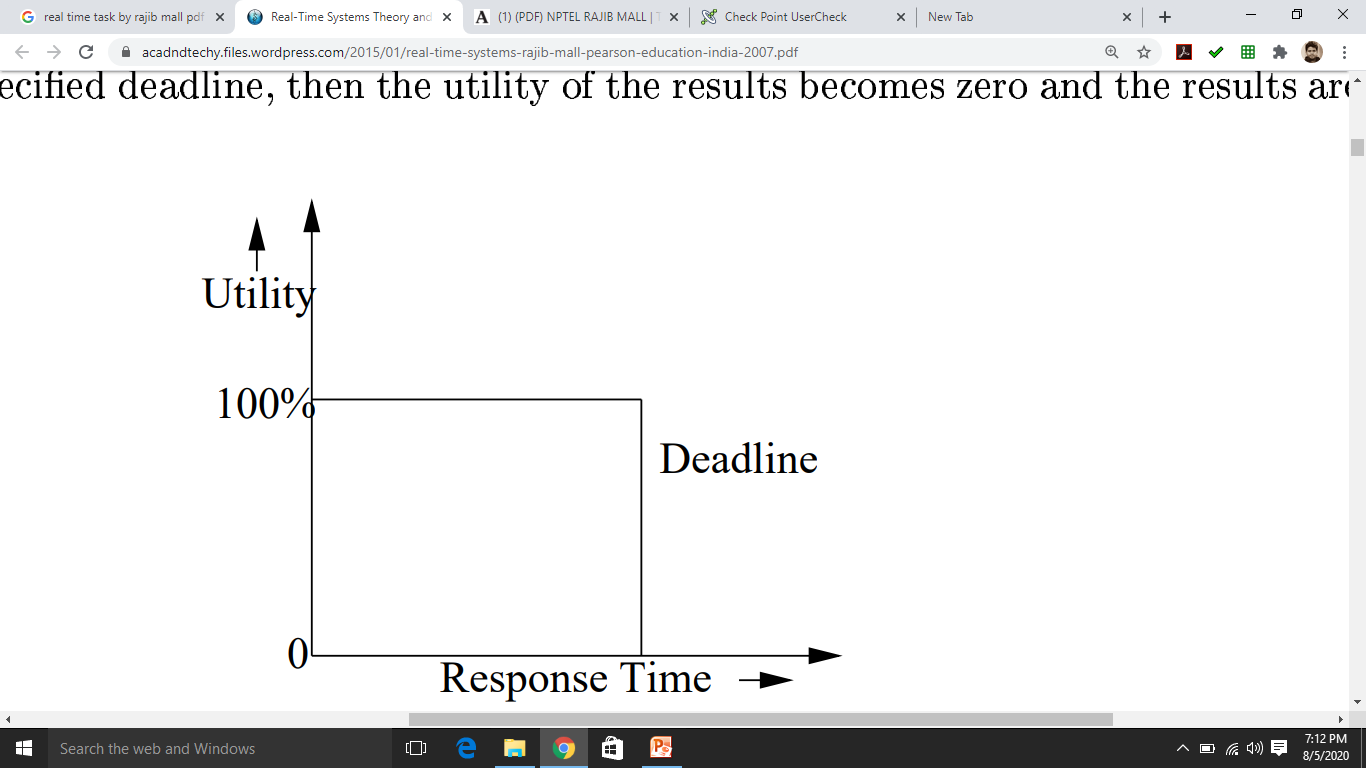 real time task by rajib mall pdf
Real-Time Systems Theory and
(1) (PDF) NPTEL RAJIB MALL |
Check Point UserCheck
New Tab
acadndtechy.files.wordpress.com/2015/01/real-time-systems-rajib-mall-pearson-education-india-2007.pdf
ecified deadline, then the utility of the results becomes zero and the results are
Utility
100%
Deadline
0
Response Time
Search the web and Windows
7:12 PM
8/5/2020